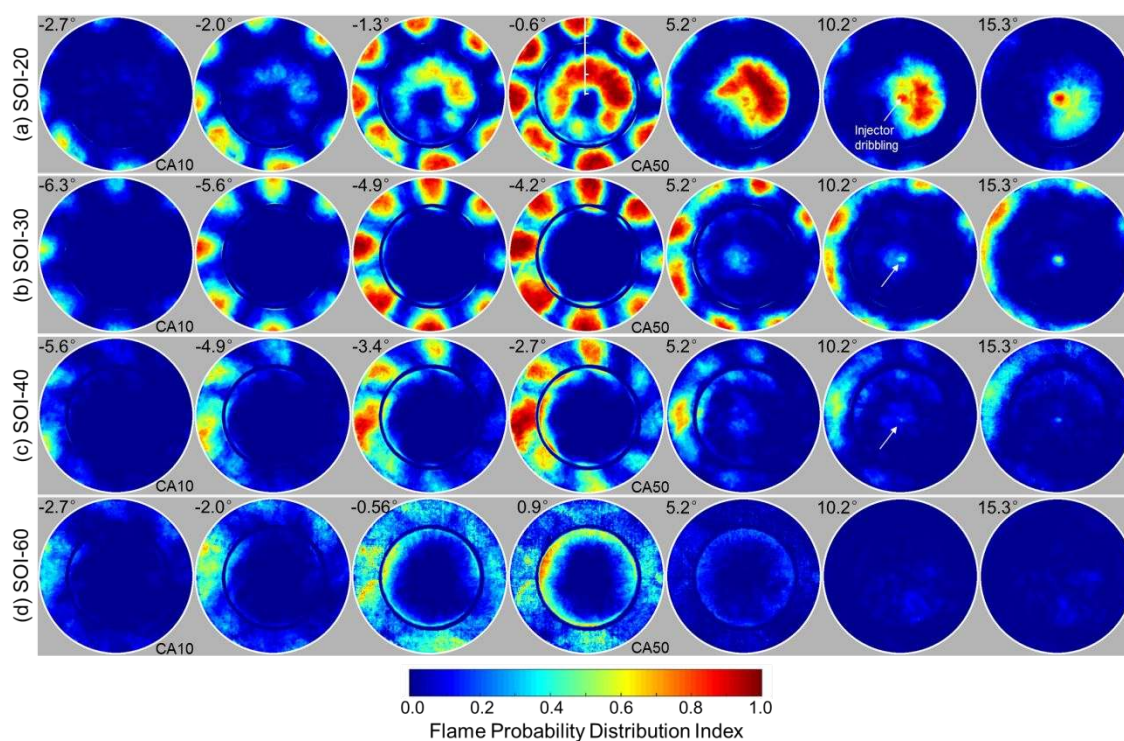 (a) SOI-20
-2.7° -2.0° -1.3° -0.6° 5.2° 10.2° 15.3°
Injector
dribbling
CA10 CA50
(b) SOI-30
-6.3° -5.6° -4.9° -4.2° 5.2° 10.2° 15.3°
CA10 CA50
(c) SOI-40
-5.6° -4.9° -3.4° -2.7° 5.2° 10.2° 15.3°
CA10 CA50
(d) SOI-60
-2.7° -2.0° -0.56° 0.9° 5.2° 10.2° 15.3°
CA10 CA50
0.0 0.2 0.4 0.6 0.8 1.0
Flame Probability Distribution Index